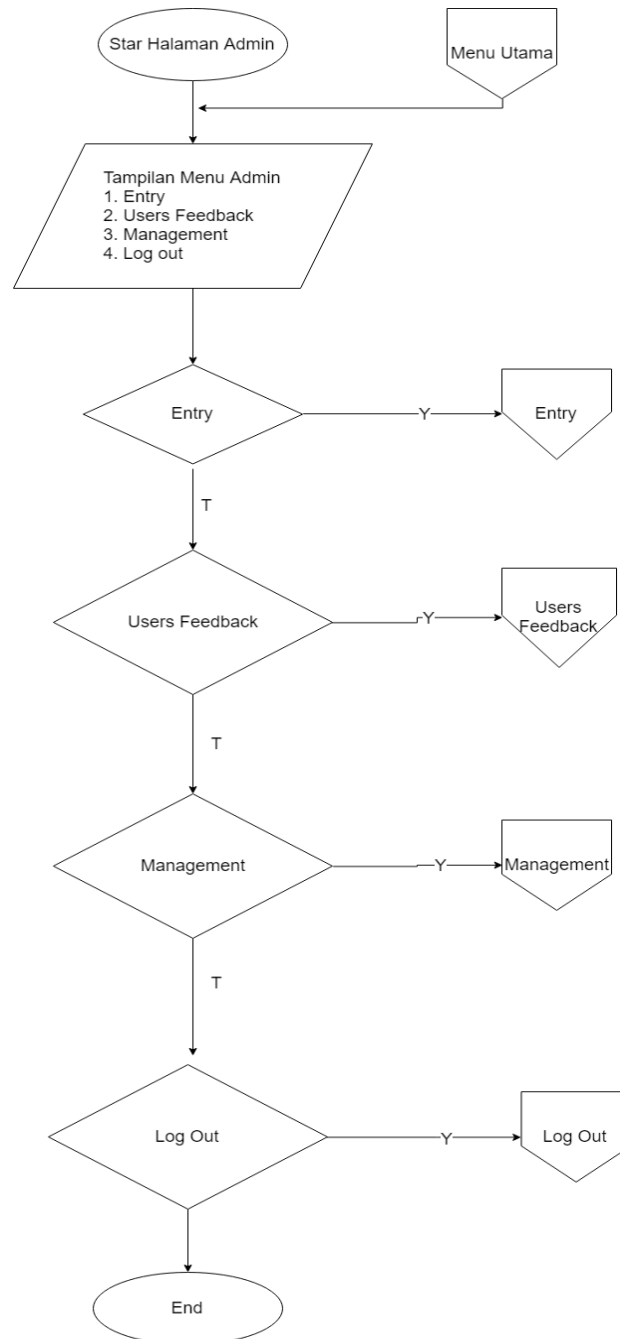 Star Halaman Admin
Menu Utama
Tampilan Menu Admin
1. Entry
2. Users Feedback
3. Management
4. Log out
Entry
Y
Entry
T
Users Feedback
Y
Users
Feedback
T
Management
Y
Management
T
Log Out
Y
Log Out
End